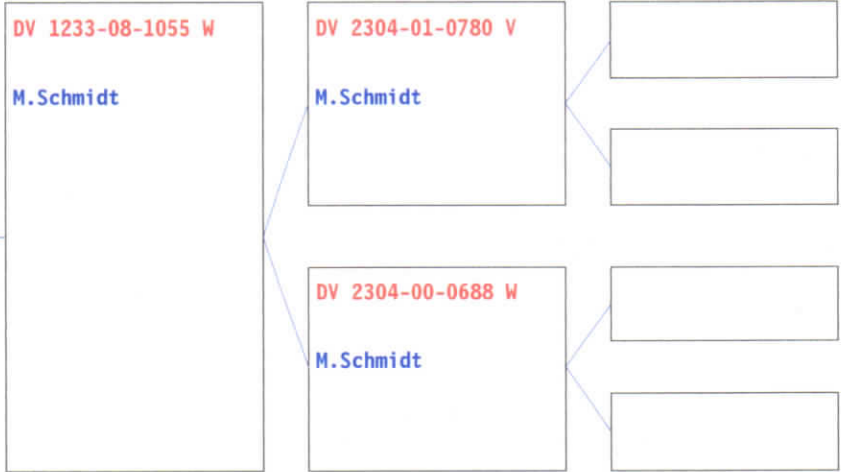 DV 1233-08-1055 W
M.Schmidt
DV 2304-01-0780 V
M.Schmidt
DV 2304-00-0688 W
M.Schmidt